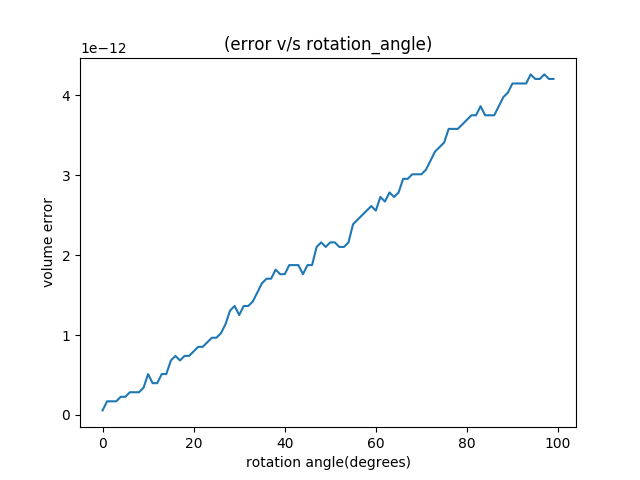 (error v/s rotation_angle)
1e−12
4
3
2
1
0
volume error
0 20 40 60 80 100
rotation angle(degrees)